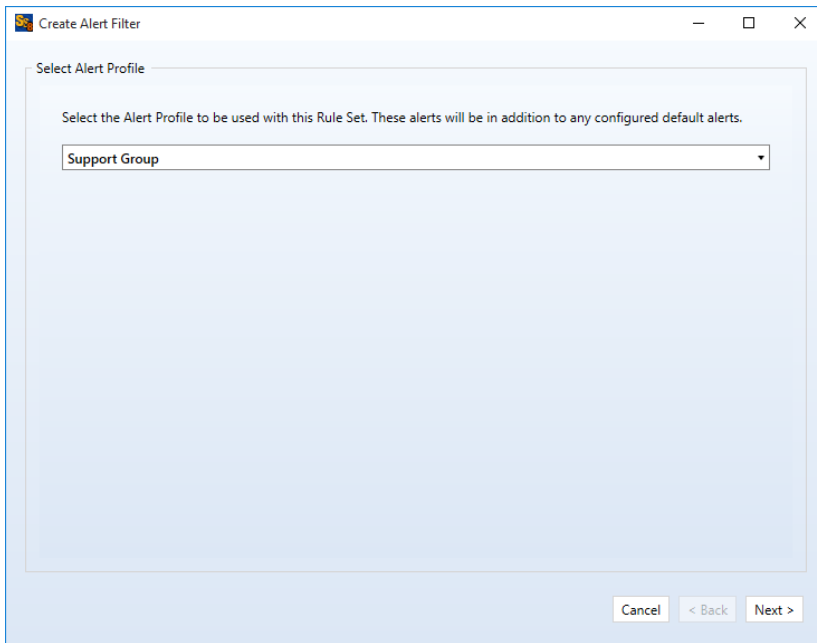 Create Alert Filter
Select Alert Profile
Select the Alert Profile to be used with this Rule Set. These alerts will be in addition to any configured default alerts.
Support Group
Cancel
< Back
Next >